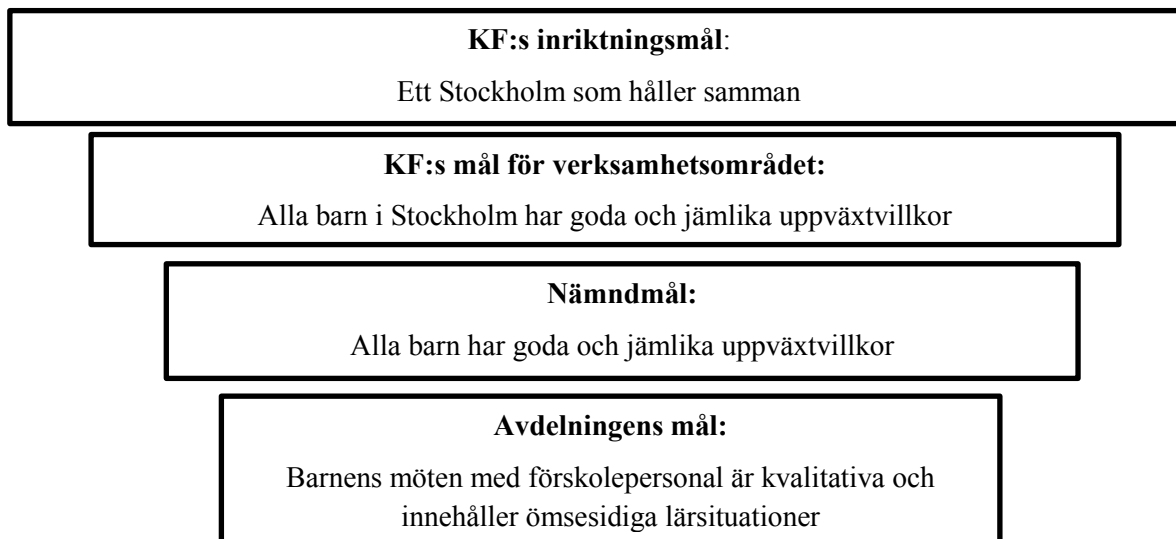 KF:s inriktningsmål:
Ett Stockholm som håller samman
KF:s mål för verksamhetsområdet:
Alla barn i Stockholm har goda och jämlika uppväxtvillkor
Nämndmål:
Alla barn har goda och jämlika uppväxtvillkor
Avdelningens mål:
Barnens möten med förskolepersonal är kvalitativa och
innehåller ömsesidiga lärsituationer